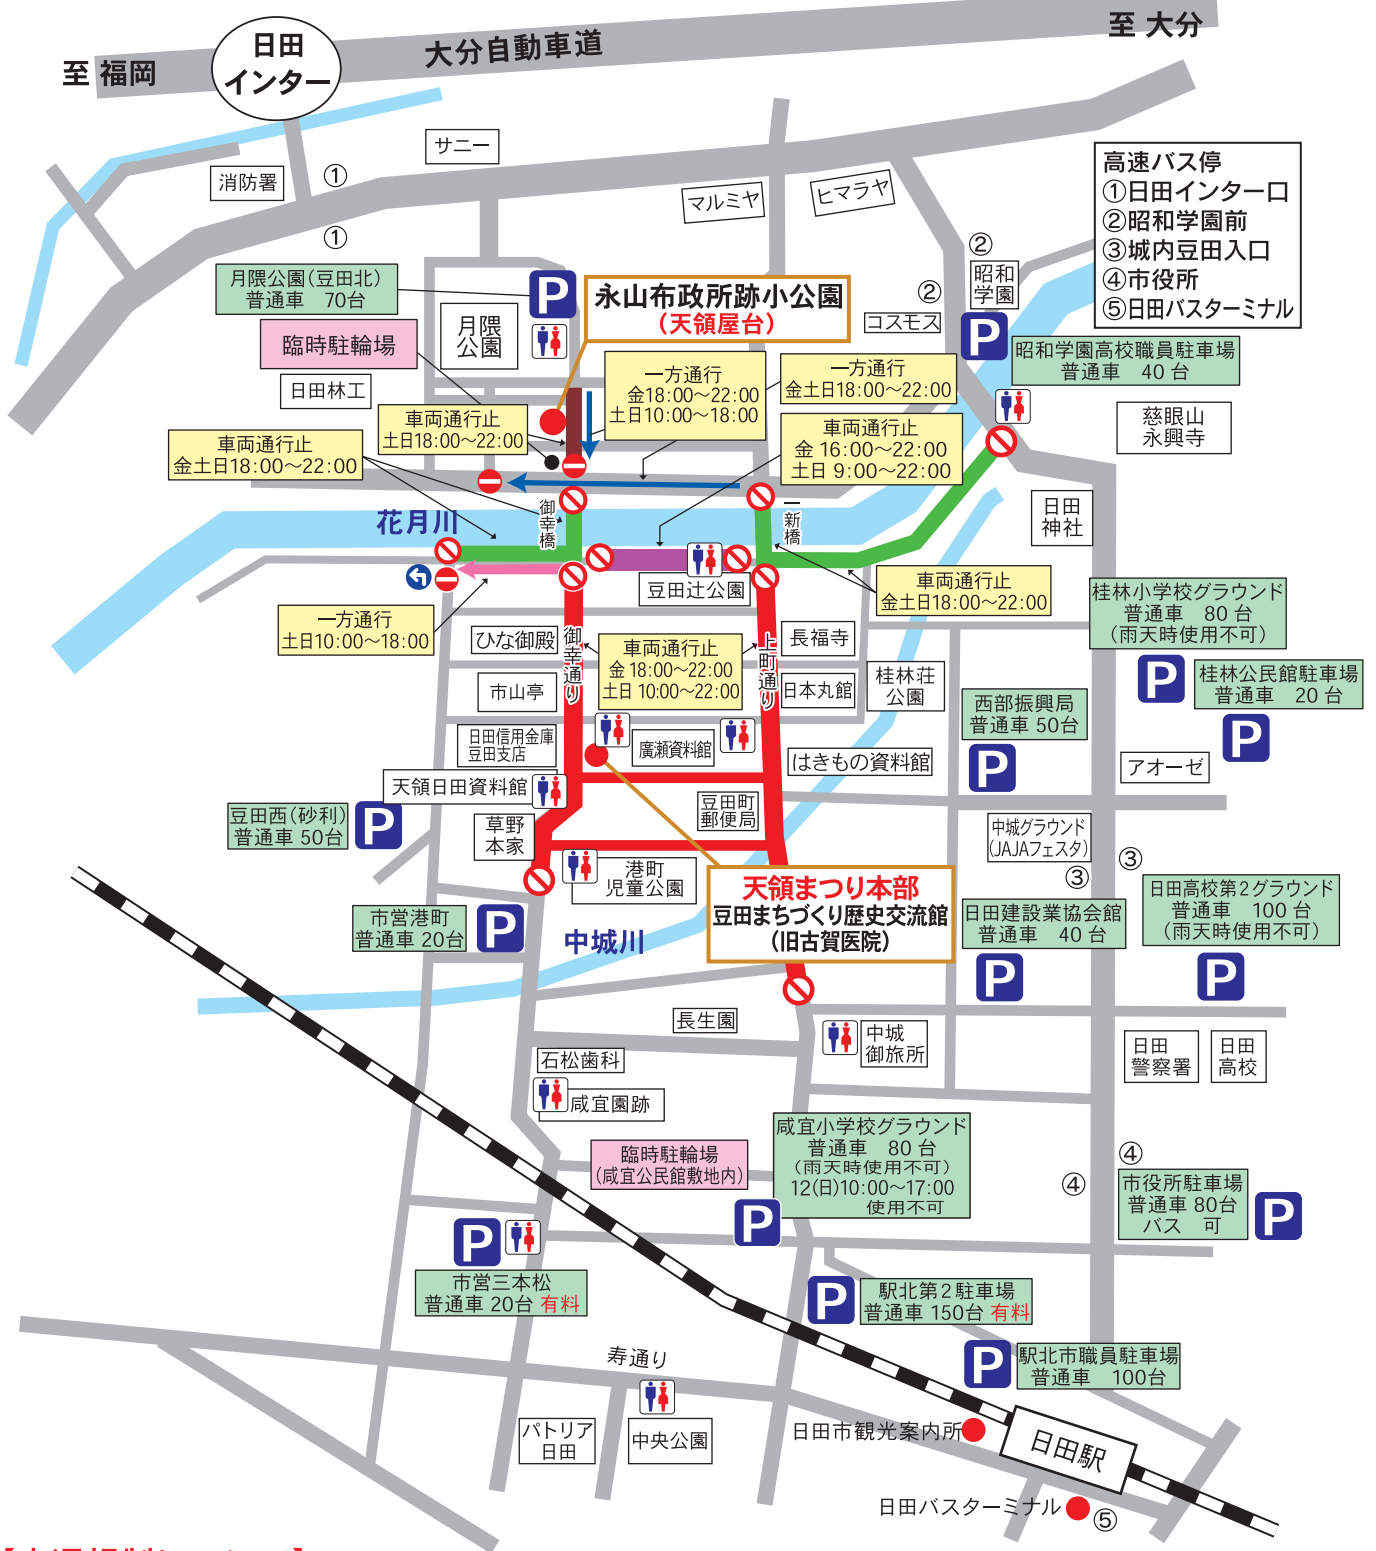 至 福岡
日田
インター
大分自動車道
至 大分
サニー
消防署
①
①
マルミヤ
ヒマラヤ
高速バス停
①日田インター口
②昭和学園前
③城内豆田入口
④市役所
⑤日田バスターミナル
②
昭和
学園
②
コスモス
月隈公園(豆田北)
普通車 70台
P
永山布政所跡小公園
(天領屋台)
月隈
公園
臨時駐輪場
日田林工
P
昭和学園高校職員駐車場
普通車 40台
一方通行
金18:00〜22:00
土日10:00〜18:00
一方通行
金土日18:00〜22:00
車両通行止
土日18:00〜22:00
車両通行止
金土日18:00〜22:00
車両通行止
金 16:00〜22:00
土日 9:00〜22:00
慈眼山
永興寺
花月川
御幸橋
一新橋
日田
神社
豆田辻公園
車両通行止
金土日18:00〜22:00
一方通行
土日10:00〜18:00
桂林小学校グラウンド
普通車 80台
(雨天時使用不可)
P
桂林公民館駐車場
普通車 20台
P
ひな御殿
御幸通り
車両通行止
金 18:00〜22:00
土日 10:00〜22:00
上町通り
長福寺
市山亭
日本丸館
桂林荘
公園
西部振興局
普通車 50台
P
日田信用金庫
豆田支店
廣瀬資料館
はきもの資料館
アオーゼ
天領日田資料館
豆田西(砂利)
普通車 50台
P
草野
本家
豆田町
郵便局
中城グラウンド
(JAJAフェスタ)
③
③
港町
児童公園
天領まつり本部
豆田まちづくり歴史交流館
(旧古賀医院)
日田高校第2グラウンド
普通車 100台
(雨天時使用不可)
P
市営港町
普通車 20台
P
中城川
日田建設業協会館
普通車 40台
P
長生園
中城
御旅所
日田
警察署
日田
高校
石松歯科
咸宜園跡
臨時駐輪場
(咸宜公民館敷地内)
咸宜小学校グラウンド
普通車 80台
(雨天時使用不可)
12(日)10:00〜17:00
使用不可
P
④
④
市役所駐車場
普通車 80台
バス 可
P
P
市営三本松
普通車 20台 有料
P
駅北第2駐車場
普通車 150台 有料
P
駅北市職員駐車場
普通車 100台
寿通り
パトリア
日田
中央公園
日田市観光案内所
日田駅
日田バスターミナル
⑤